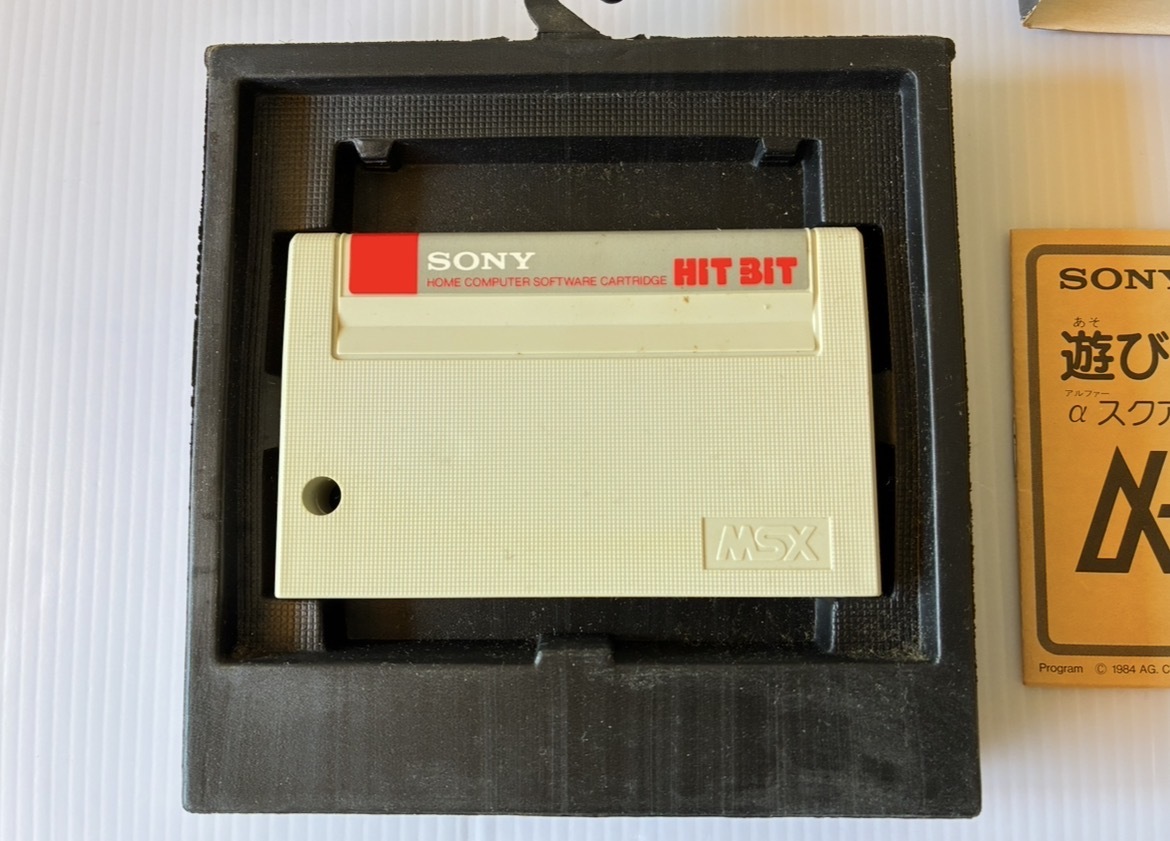 SONY
HOME COMPUTER SOFTWARE CARTRIDGE
HIT BIT
MSX
SONY
あそ
遊び
アルファー
α スクア
Program © 1984 AG. C